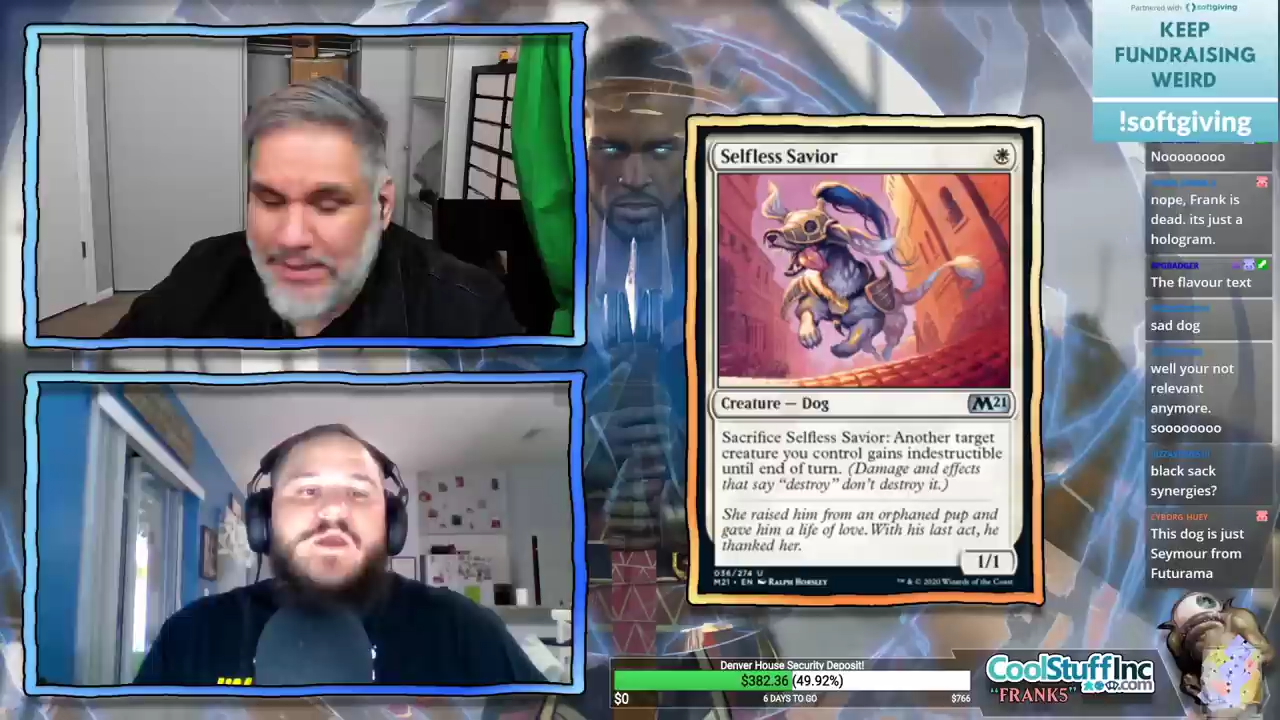 Partnered with softgiving
KEEP
FUNDRAISING
WEIRD
!softgiving
Selfless Savior
Creature — Dog
M21
Sacrifice Selfless Savior: Another target
creature you control gains indestructible
until end of turn. (Damage and effects
that say “destroy” don’t destroy it.)
She raised him from an orphaned pup and
gave him a life of love. With his last act, he
thanked her.
1/1
036/274 U
M21 • EN RALPH HORSLEY
™ & © 2020 Wizards of the Coast
Noooooooo
nope, Frank is
dead. its just a
hologram.
The flavour text
sad dog
well your not
relevant
anymore.
soooooooo
black sack
synergies?
CYBORG HUEY
This dog is just
Seymour from
Futurama
Denver House Security Deposit!
$382.36 (49.92%)
$0
6 DAYS TO GO
$766
CoolStuffInc
.com
"FRANK5"